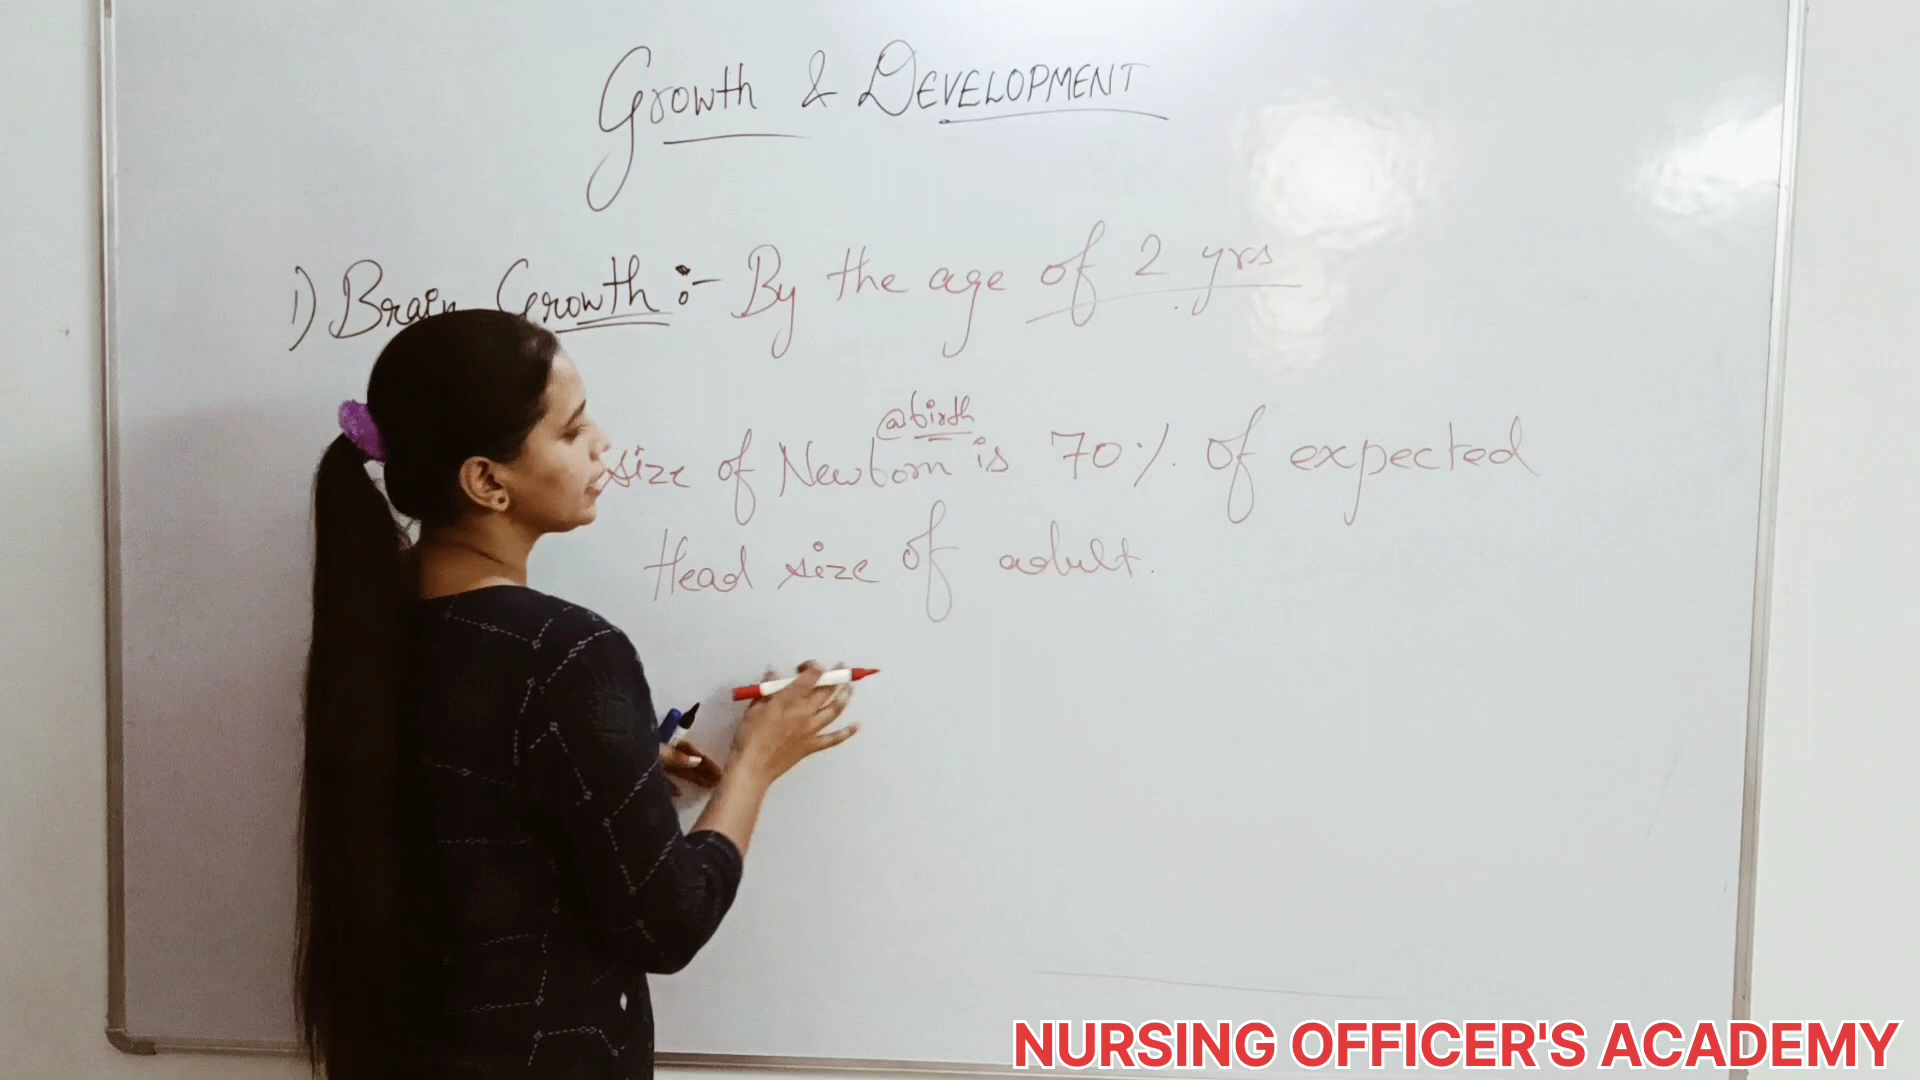 Growth & DEVELOPMENT
1) Brain Growth :- By the age of 2 yrs
@birth
size of Newborn is 70% of expected
Head size of adult.
NURSING OFFICER'S ACADEMY